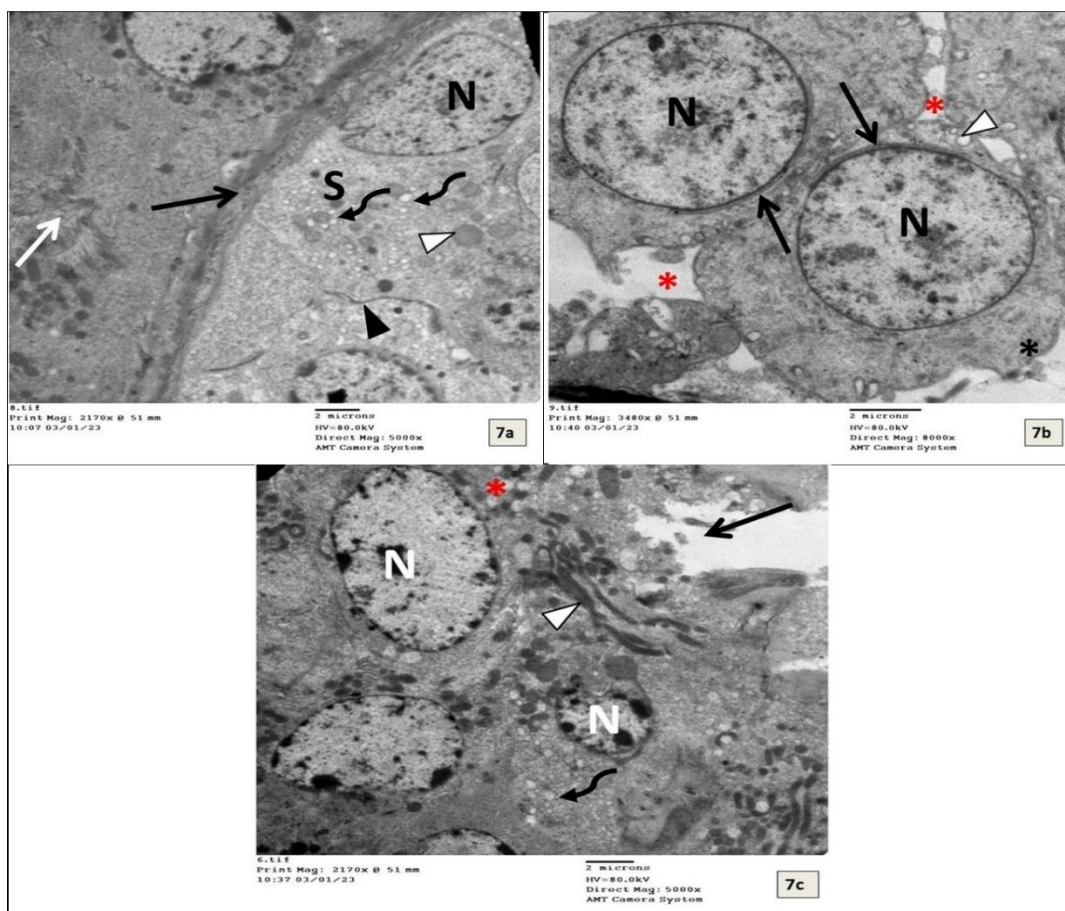 N
S
8.tif
Print Mag: 2170x @ 51 mm
10:07 03/01/23
2 microns
HV=80.0kV
Direct Mag: 5000x
AMT Camera System
7a
*
N
N
*
*
9.tif
Print Mag: 3480x @ 51 mm
10:40 03/01/23
2 microns
HV=80.0kV
Direct Mag: 8000x
AMT Camera System
7b
*
N
N
6.tif
Print Mag: 2170x @ 51 mm
10:37 03/01/23
2 microns
HV=80.0kV
Direct Mag: 5000x
AMT Camera System
7c